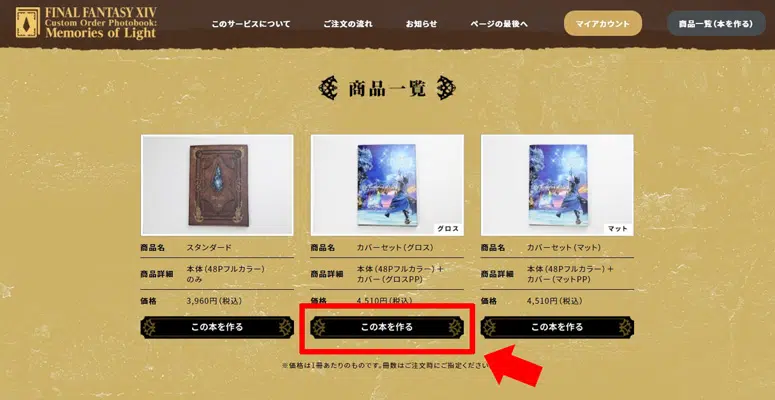 FINAL FANTASY XIV
Custom Order Photobook:
Memories of Light
このサービスについて
ご注文の流れ
お知らせ
ページの最後へ
マイアカウント
商品一覧（本を作る）
商品一覧
グロス
マット
商品名 スタンダード
商品詳細 本体（48Pフルカラー）
のみ
価格 3,960円（税込）
この本を作る
商品名 カバーセット（グロス）
商品詳細 本体（48Pフルカラー）＋
カバー（グロスPP）
価格 4,510円（税込）
この本を作る
商品名 カバーセット（マット）
商品詳細 本体（48Pフルカラー）＋
カバー（マットPP）
価格 4,510円（税込）
この本を作る
※価格は1冊あたりのものです。冊数はご注文時にご指定ください